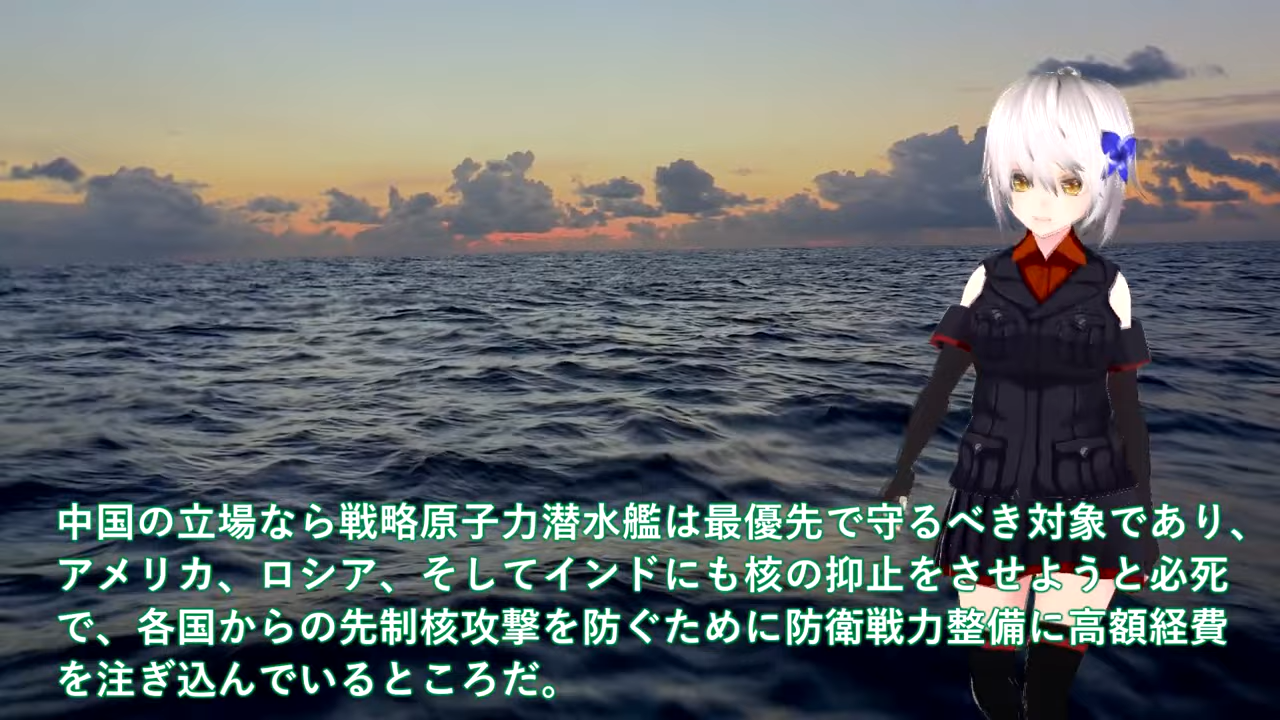 中国の立場なら戦略原子力潜水艦は最優先で守るべき対象であり、
アメリカ、ロシア、そしてインドにも核の抑止をさせようと必死
で、各国からの先制核攻撃を防ぐために防衛戦力整備に高額経費
を注ぎ込んでいるところだ。